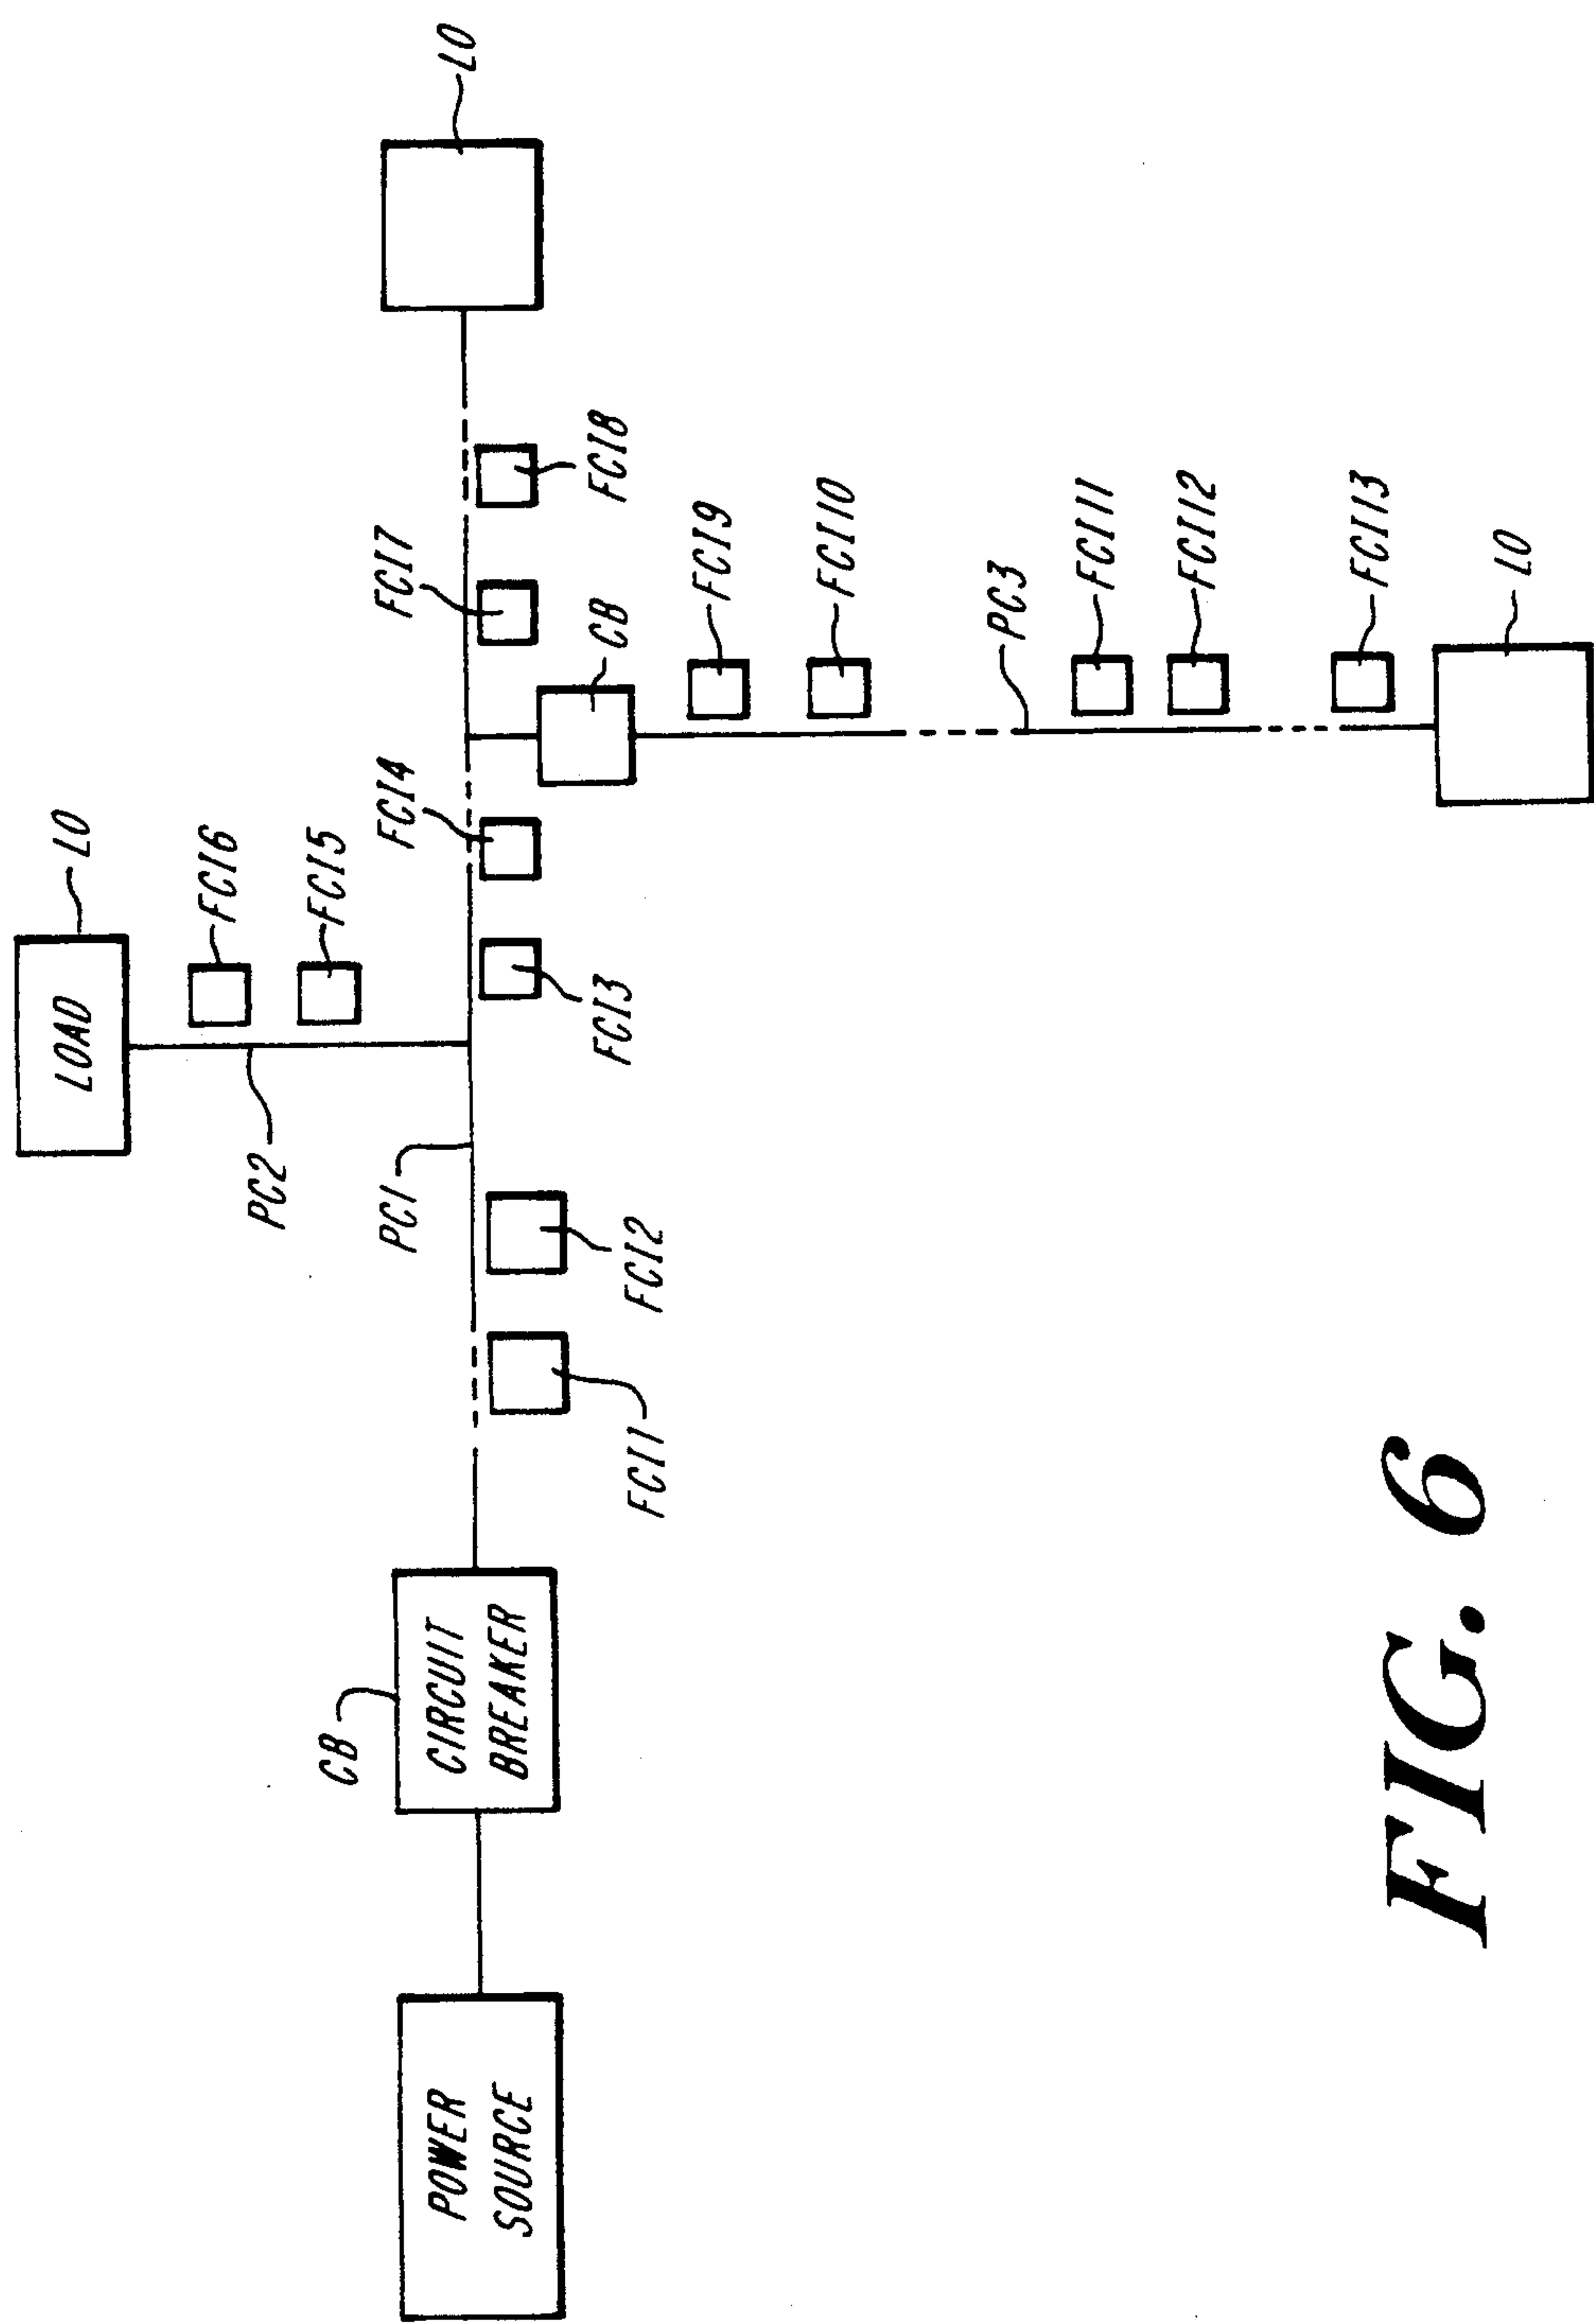 LOAD
LO
FCI6
PC2
FCI5
CB
PC1
FCI4
FCI7
LO
POWER
SOURCE
CIRCUIT
BREAKER
FCI1
FCI2
FCI3
CB
FCI8
FCI9
FCI10
PC3
FCI11
FCI12
FCI13
LO
FIG. 6